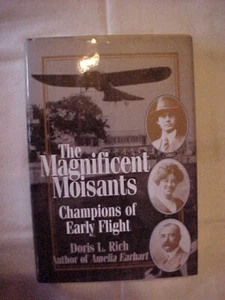 The
Magnificent
Moisants
Champions of
Early Flight
Doris L. Rich
Author of Amelia Earhart